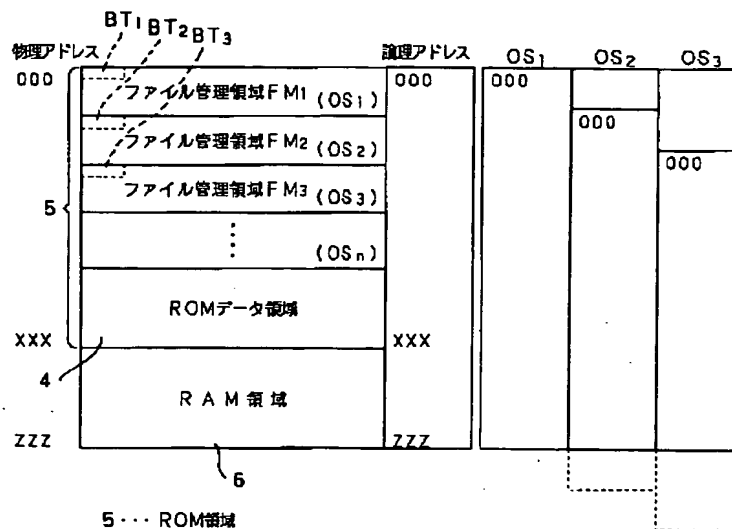 BT1 BT2 BT3
物理アドレス 論理アドレス OS1 OS2 OS3
000 ファイル管理領域FM1 (OS1) 000 000
ファイル管理領域FM2 (OS2) 000
ファイル管理領域FM3 (OS3) 000
5
⋮
(OSn)
ROMデータ領域
XXX XXX
4
RAM領域
ZZZ ZZZ
6
5・・・ROM領域